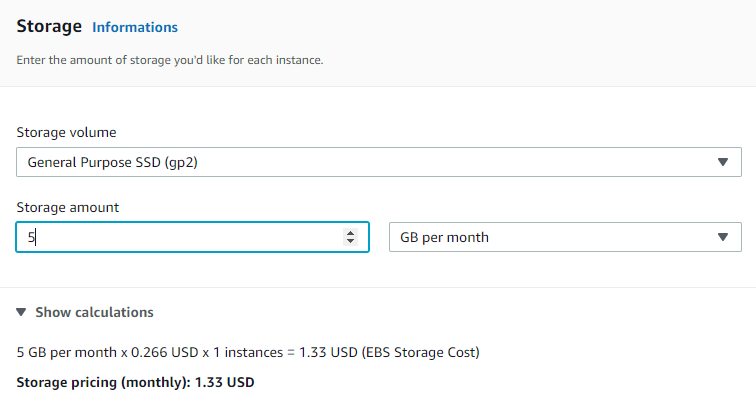 Storage Informations
Enter the amount of storage you'd like for each instance.
Storage volume
General Purpose SSD (gp2)
Storage amount
5 GB per month
Show calculations
5 GB per month x 0.266 USD x 1 instances = 1.33 USD (EBS Storage Cost)
Storage pricing (monthly): 1.33 USD